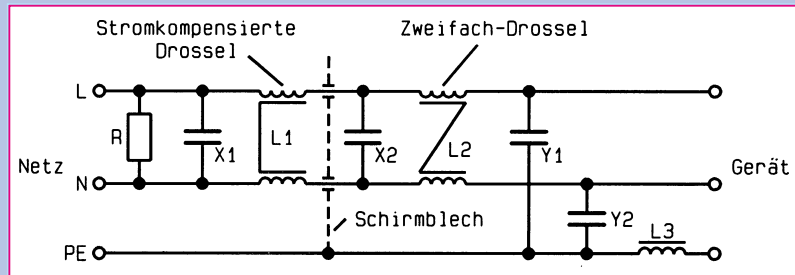 Stromkompensierte
Drossel
Zweifach-Drossel
L
R
X1
L1
X2
L2
Y1
Netz
N
Gerät
Schirmblech
Y2
L3
PE